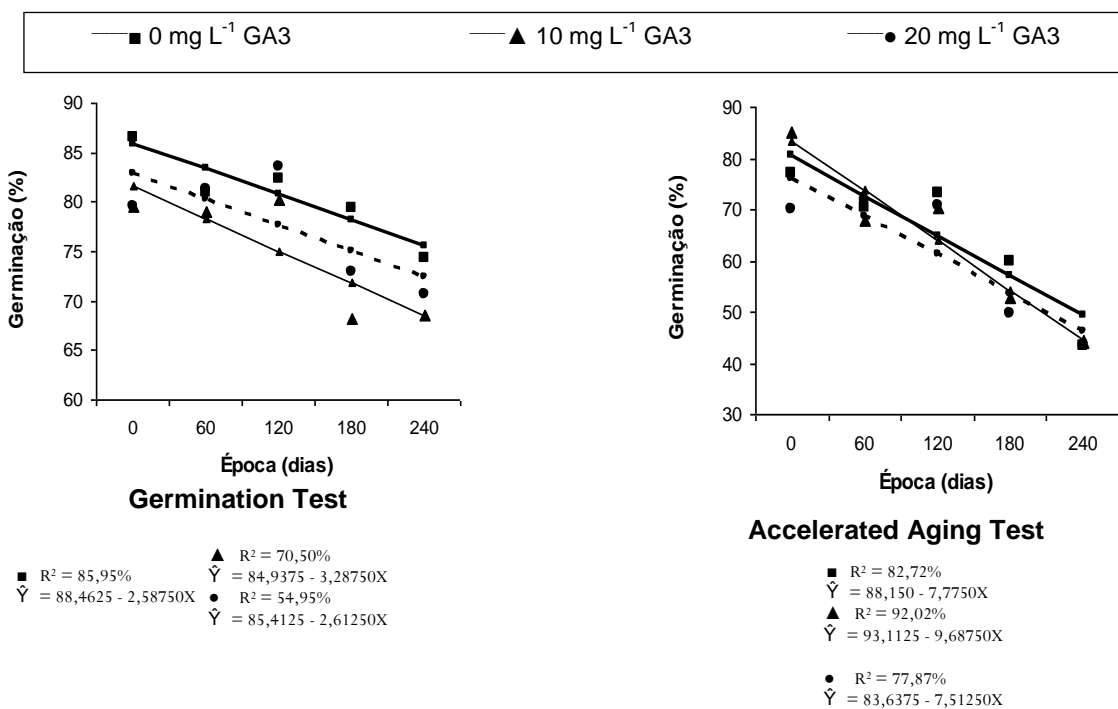 0 mg L-1 GA3 10 mg L-1 GA3 20 mg L-1 GA3
Germinação (%)
90
85
80
75
70
65
60
0 60 120 180 240
Época (dias)
Germination Test
R² = 85,95%
Ŷ = 88,4625 - 2,58750X
R² = 70,50%
Ŷ = 84,9375 - 3,28750X
R² = 54,95%
Ŷ = 85,4125 - 2,61250X
Germinação (%)
90
80
70
60
50
40
30
0 60 120 180 240
Época (dias)
Accelerated Aging Test
R² = 82,72%
Ŷ = 88,150 - 7,7750X
R² = 92,02%
Ŷ = 93,1125 - 9,68750X
R² = 77,87%
Ŷ = 83,6375 - 7,51250X